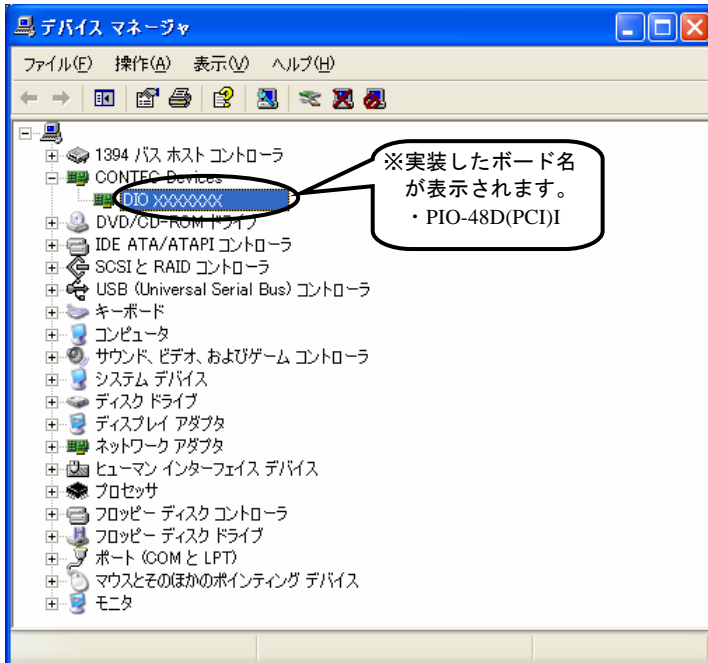 デバイス マネージャ
ファイル(F) 操作(A) 表示(V) ヘルプ(H)
1394 バス ホスト コントローラ
CONTEC Devices
DIO XXXXXXXX
※実装したボード名
が表示されます。
・PIO-48D(PCI)I
DVD/CD-ROM ドライブ
IDE ATA/ATAPI コントローラ
SCSI と RAID コントローラ
USB (Universal Serial Bus) コントローラ
キーボード
コンピュータ
サウンド、ビデオ、およびゲーム コントローラ
システム デバイス
ディスク ドライブ
ディスプレイ アダプタ
ネットワーク アダプタ
ヒューマン インターフェイス デバイス
プロセッサ
フロッピー ディスク コントローラ
フロッピー ディスク ドライブ
ポート (COM と LPT)
マウスとそのほかのポインティング デバイス
モニタ